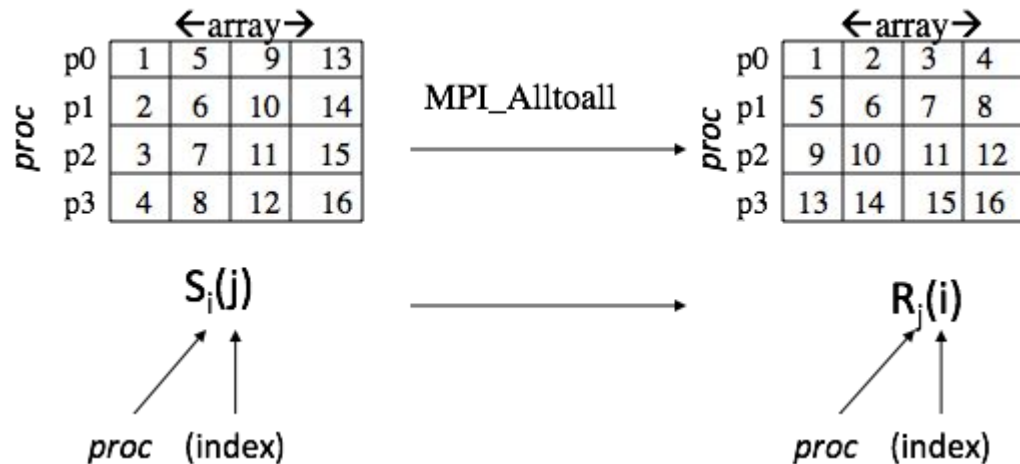 ←array→ ←array→
p0 1 5 9 13 p0 1 2 3 4
p1 2 6 10 14 MPI_Alltoall p1 5 6 7 8
proc proc
p2 3 7 11 15 p2 9 10 11 12
p3 4 8 12 16 p3 13 14 15 16
Si(j) Rj(i)
proc (index) proc (index)